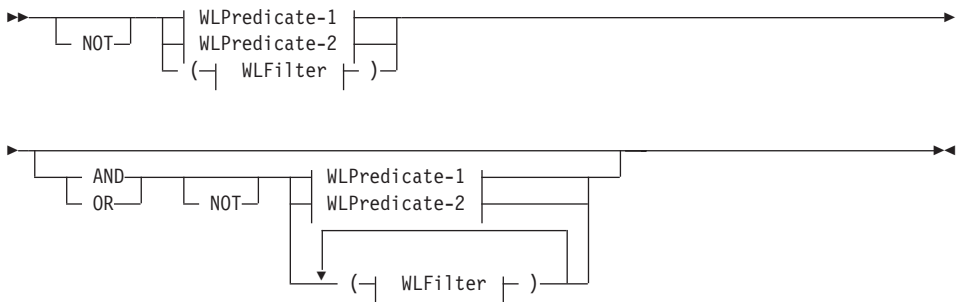 NOT WLPredicate-1
WLPredicate-2
( WLFilter )
AND NOT WLPredicate-1
OR WLPredicate-2
( WLFilter )